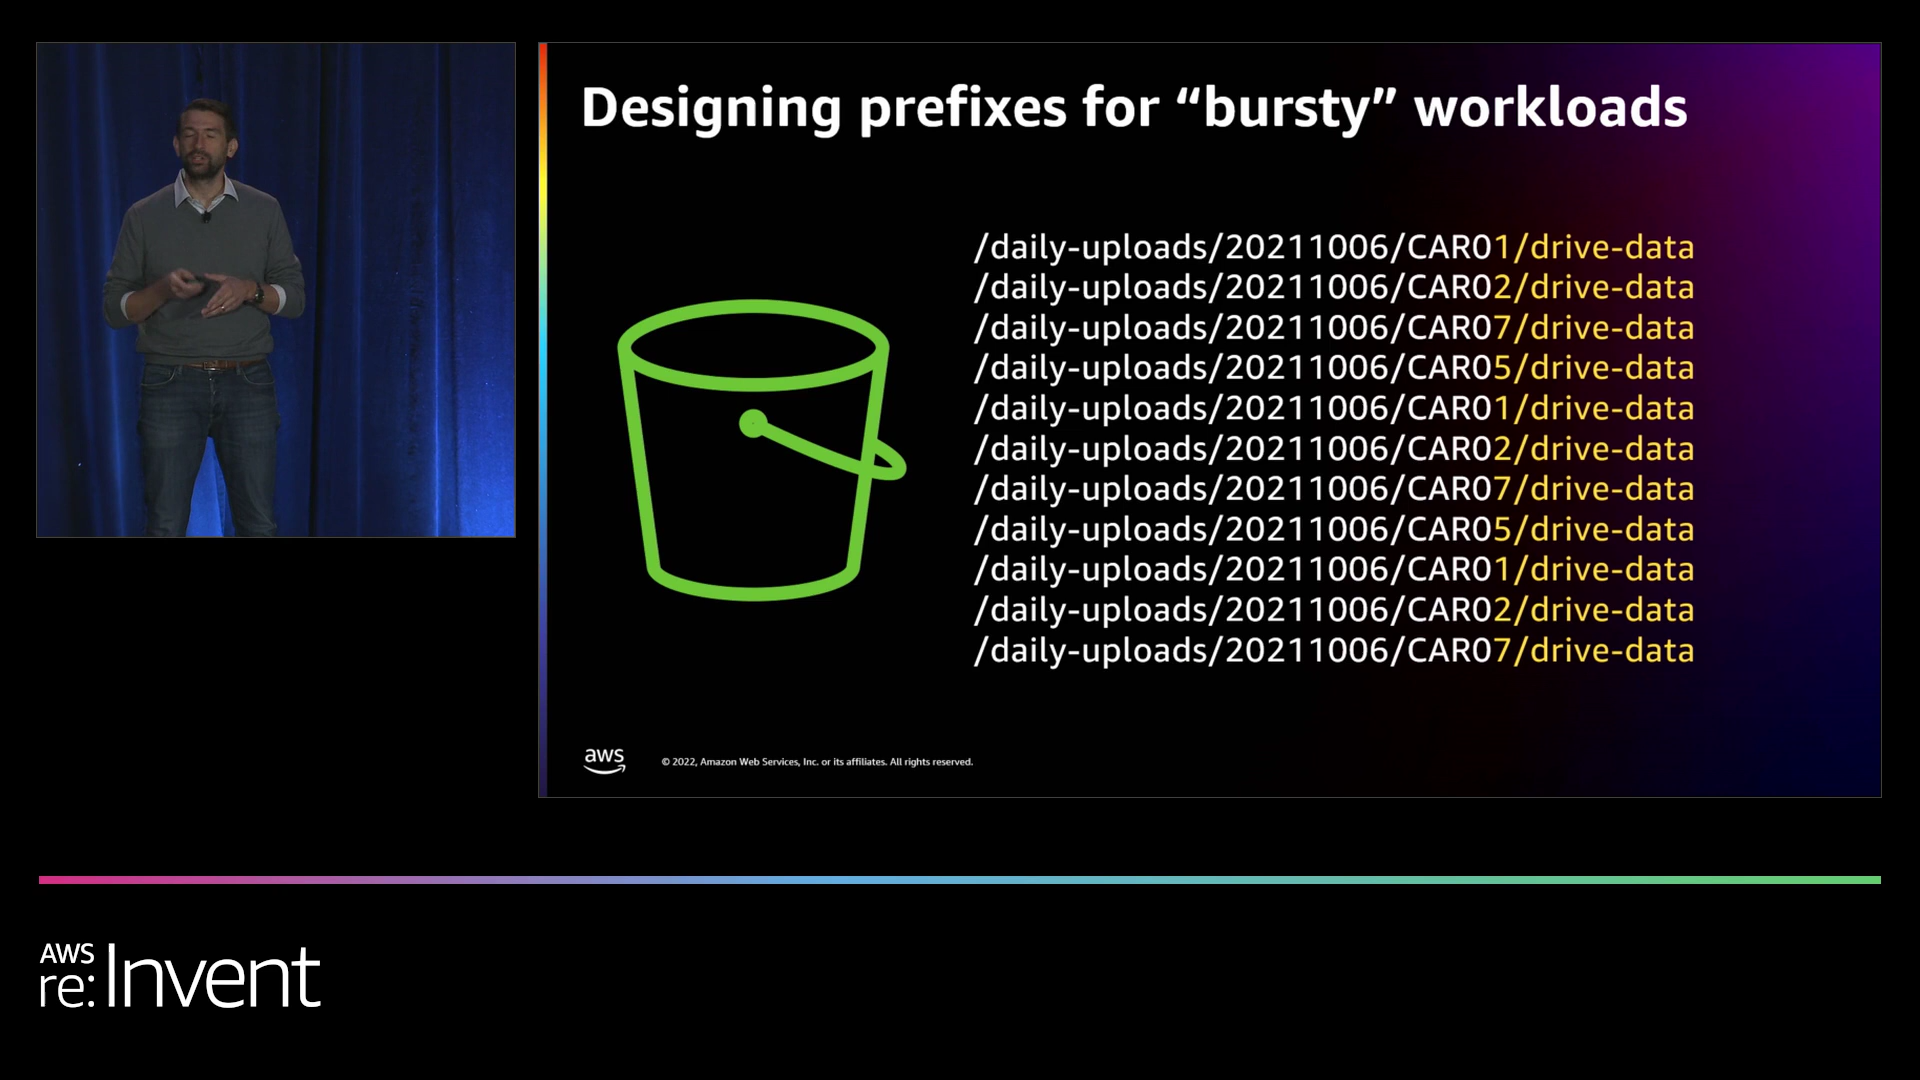 Designing prefixes for “bursty” workloads
/daily-uploads/20211006/CAR01/drive-data
/daily-uploads/20211006/CAR02/drive-data
/daily-uploads/20211006/CAR07/drive-data
/daily-uploads/20211006/CAR05/drive-data
/daily-uploads/20211006/CAR01/drive-data
/daily-uploads/20211006/CAR02/drive-data
/daily-uploads/20211006/CAR07/drive-data
/daily-uploads/20211006/CAR05/drive-data
/daily-uploads/20211006/CAR01/drive-data
/daily-uploads/20211006/CAR02/drive-data
/daily-uploads/20211006/CAR07/drive-data
aws
© 2022, Amazon Web Services, Inc. or its affiliates. All rights reserved.
AWS
re:Invent